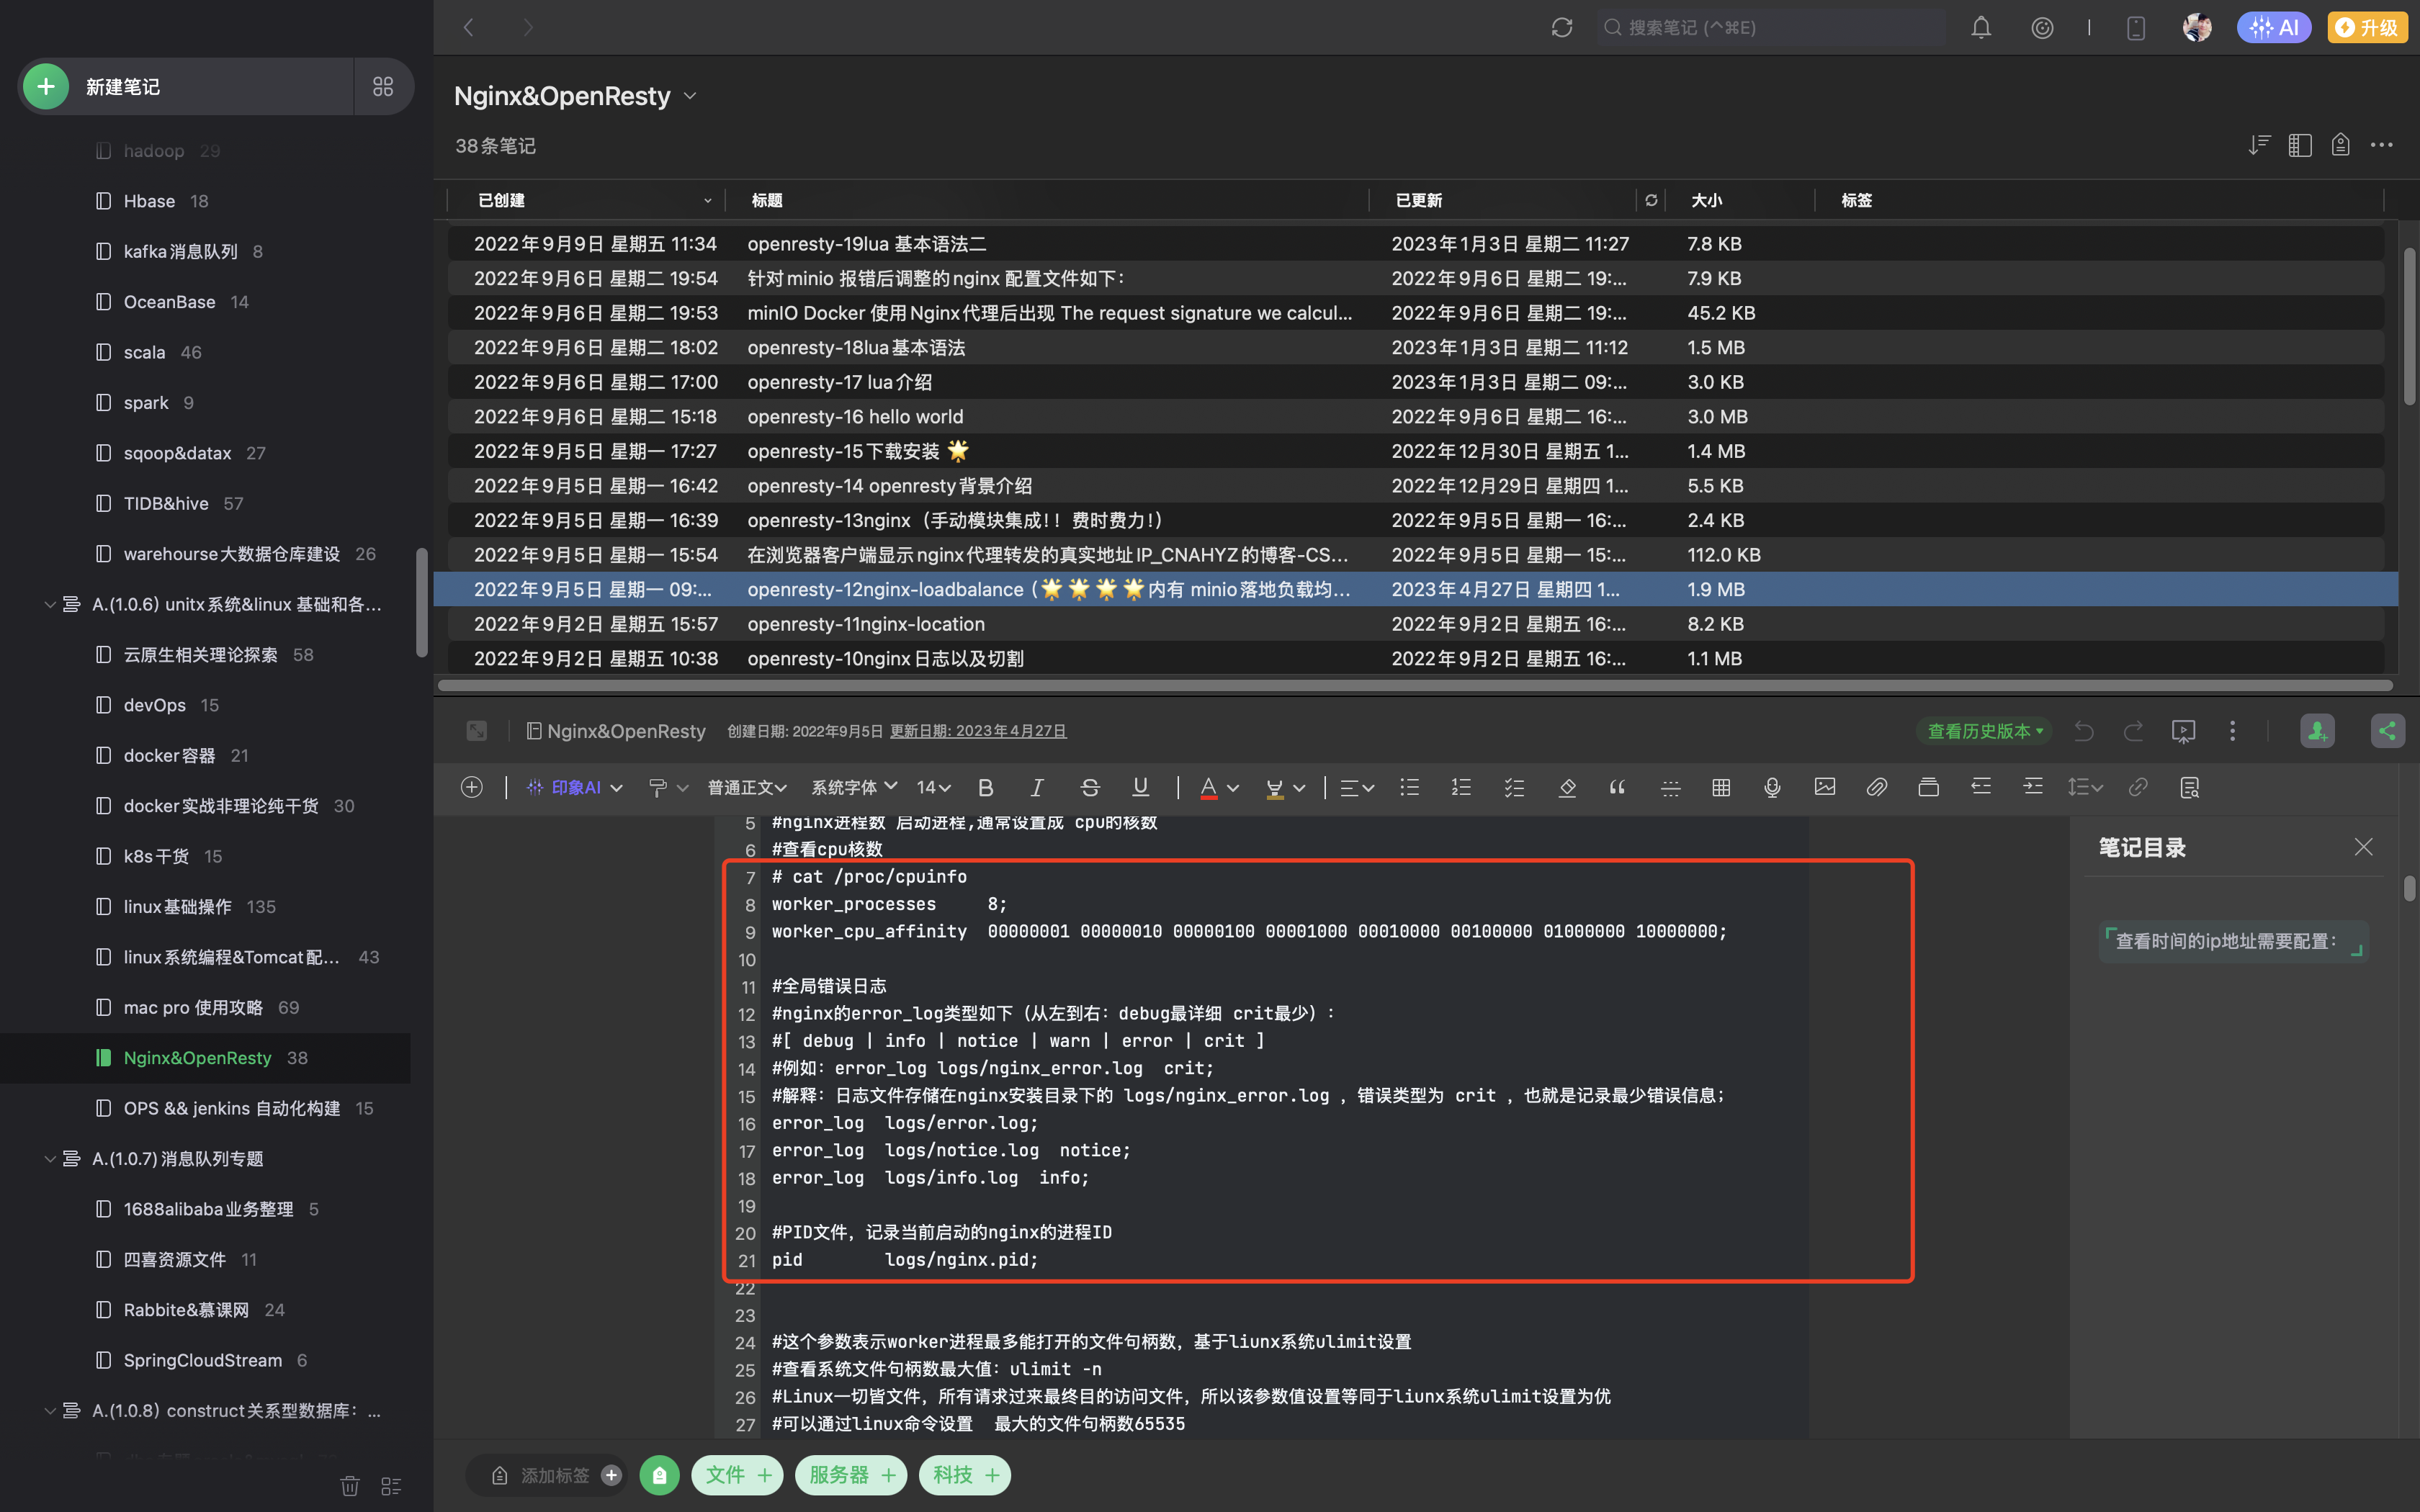 搜索笔记 (^⌘E)
AI
升级
新建笔记
hadoop 29
Hbase 18
kafka消息队列 8
OceanBase 14
scala 46
spark 9
sqoop&datax 27
TIDB&hive 57
warehourse大数据仓库建设 26
A.(1.0.6) unitx系统&linux 基础和各...
云原生相关理论探索 58
devOps 15
docker容器 21
docker实战非理论纯干货 30
k8s干货 15
linux基础操作 135
linux系统编程&Tomcat配... 43
mac pro 使用攻略 69
Nginx&OpenResty 38
OPS && jenkins 自动化构建 15
A.(1.0.7)消息队列专题
1688alibaba业务整理 5
四喜资源文件 11
Rabbite&慕课网 24
SpringCloudStream 6
A.(1.0.8) construct关系型数据库: ...
Nginx&OpenResty
38条笔记
已创建 标题 已更新 大小 标签
2022年9月9日 星期五 11:34 openresty-19lua 基本语法二 2023年1月3日 星期二 11:27 7.8 KB
2022年9月6日 星期二 19:54 针对minio 报错后调整的nginx 配置文件如下: 2022年9月6日 星期二 19:... 7.9 KB
2022年9月6日 星期二 19:53 minIO Docker 使用Nginx代理后出现 The request signature we calcul... 2022年9月6日 星期二 19:... 45.2 KB
2022年9月6日 星期二 18:02 openresty-18lua基本语法 2023年1月3日 星期二 11:12 1.5 MB
2022年9月6日 星期二 17:00 openresty-17 lua介绍 2023年1月3日 星期二 09:... 3.0 KB
2022年9月6日 星期二 15:18 openresty-16 hello world 2022年9月6日 星期二 16:... 3.0 MB
2022年9月5日 星期一 17:27 openresty-15下载安装 🌟 2022年12月30日 星期五 1... 1.4 MB
2022年9月5日 星期一 16:42 openresty-14 openresty背景介绍 2022年12月29日 星期四 1... 5.5 KB
2022年9月5日 星期一 16:39 openresty-13nginx（手动模块集成!！费时费力!） 2022年9月5日 星期一 16:... 2.4 KB
2022年9月5日 星期一 15:54 在浏览器客户端显示nginx代理转发的真实地址IP_CNAHYZ的博客-CS... 2022年9月5日 星期一 15:... 112.0 KB
2022年9月5日 星期一 09:... openresty-12nginx-loadbalance（🌟🌟🌟🌟内有 minio落地负载均... 2023年4月27日 星期四 1... 1.9 MB
2022年9月2日 星期五 15:57 openresty-11nginx-location 2022年9月2日 星期五 16:... 8.2 KB
2022年9月2日 星期五 10:38 openresty-10nginx日志以及切割 2022年9月2日 星期五 16:... 1.1 MB
Nginx&OpenResty 创建日期: 2022年9月5日 更新日期: 2023年4月27日 查看历史版本
印象AI 普通正文 系统字体 14 B I S U A
5 #nginx进程数 启动进程,通常设置成 cpu的核数
6 #查看cpu核数
7 # cat /proc/cpuinfo
8 worker_processes 8;
9 worker_cpu_affinity 00000001 00000010 00000100 00001000 00010000 00100000 01000000 10000000;
10
11 #全局错误日志
12 #nginx的error_log类型如下（从左到右：debug最详细 crit最少）:
13 #[ debug | info | notice | warn | error | crit ]
14 #例如：error_log logs/nginx_error.log crit;
15 #解释：日志文件存储在nginx安装目录下的 logs/nginx_error.log ，错误类型为 crit ，也就是记录最少错误信息;
16 error_log logs/error.log;
17 error_log logs/notice.log notice;
18 error_log logs/info.log info;
19
20 #PID文件，记录当前启动的nginx的进程ID
21 pid logs/nginx.pid;
22
23
24 #这个参数表示worker进程最多能打开的文件句柄数，基于liunx系统ulimit设置
25 #查看系统文件句柄数最大值：ulimit -n
26 #Linux一切皆文件，所有请求过来最终目的访问文件，所以该参数值设置等同于liunx系统ulimit设置为优
27 #可以通过linux命令设置 最大的文件句柄数65535
笔记目录
查看时间的ip地址需要配置:
添加标签
文件 +
服务器 +
科技 +